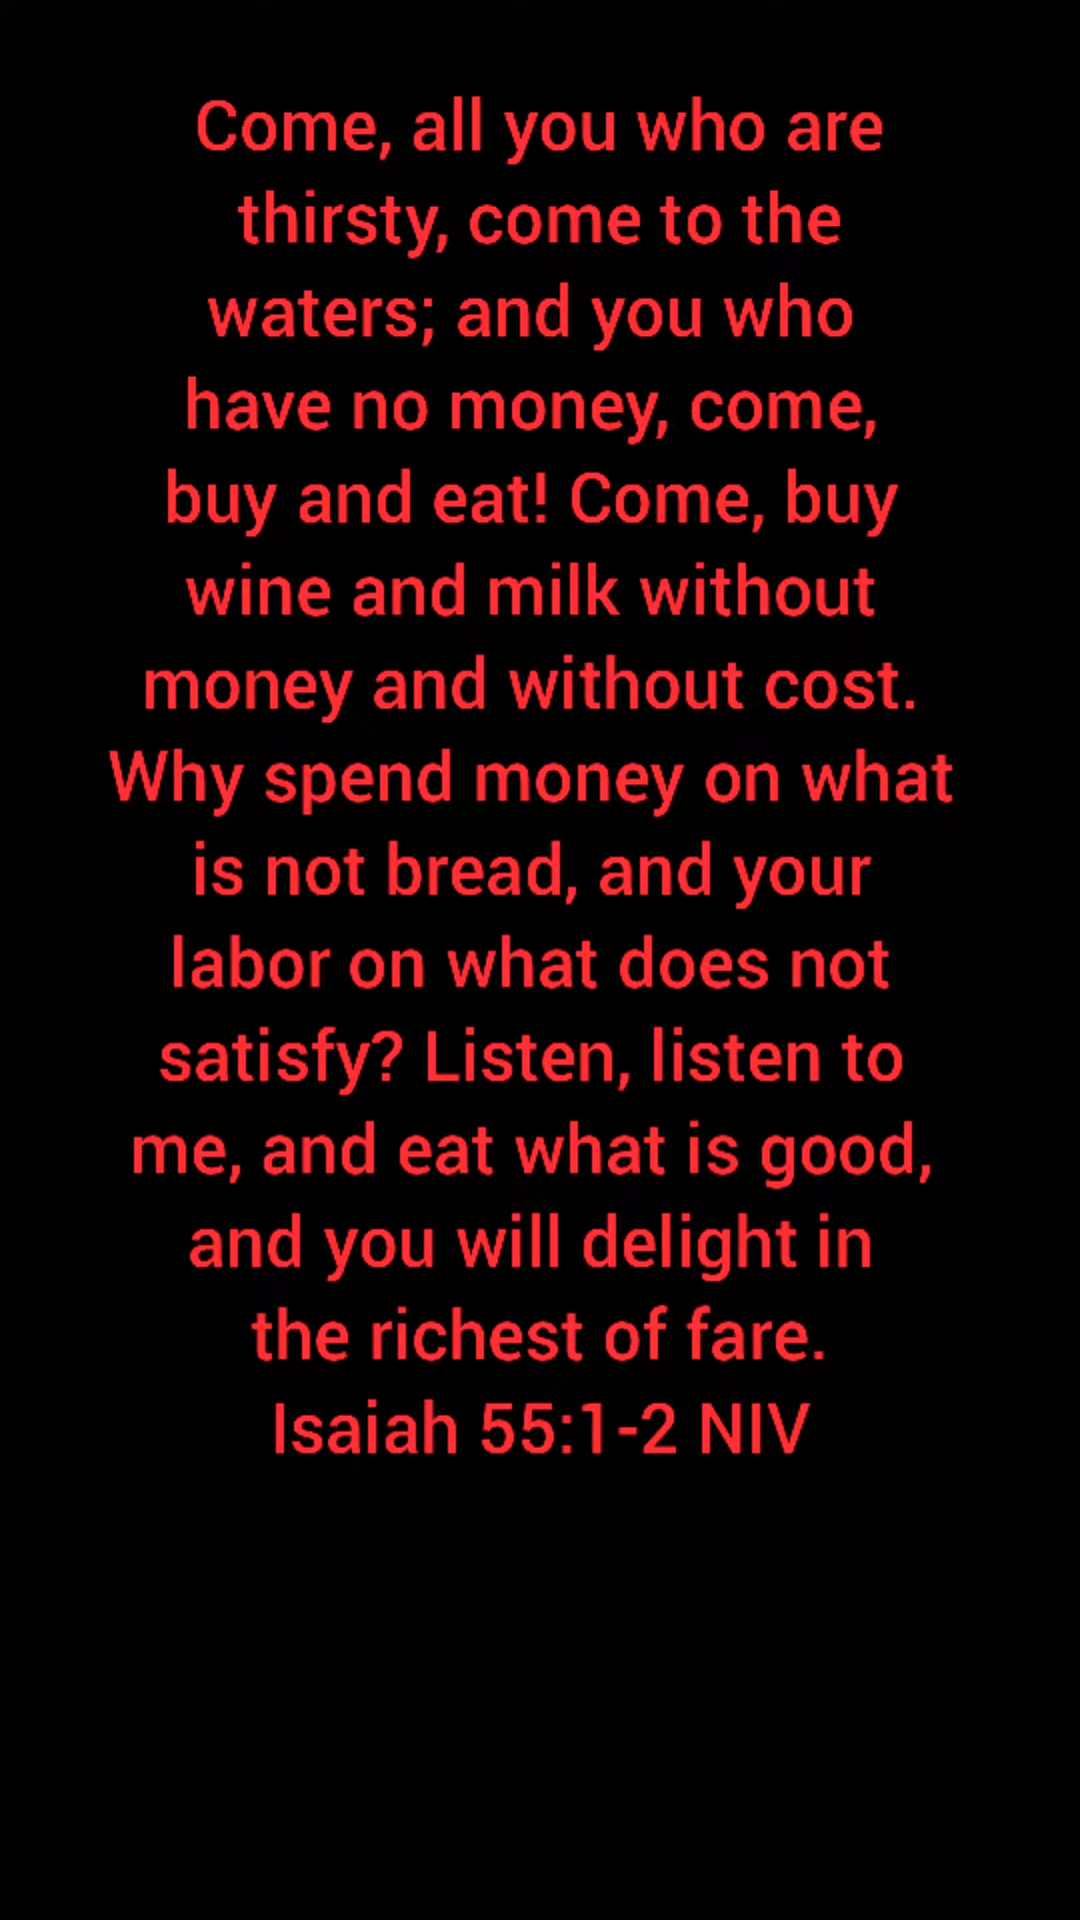 Come, all you who are
thirsty, come to the
waters; and you who
have no money, come,
buy and eat! Come, buy
wine and milk without
money and without cost.
Why spend money on what
is not bread, and your
labor on what does not
satisfy? Listen, listen to
me, and eat what is good,
and you will delight in
the richest of fare.
Isaiah 55:1-2 NIV